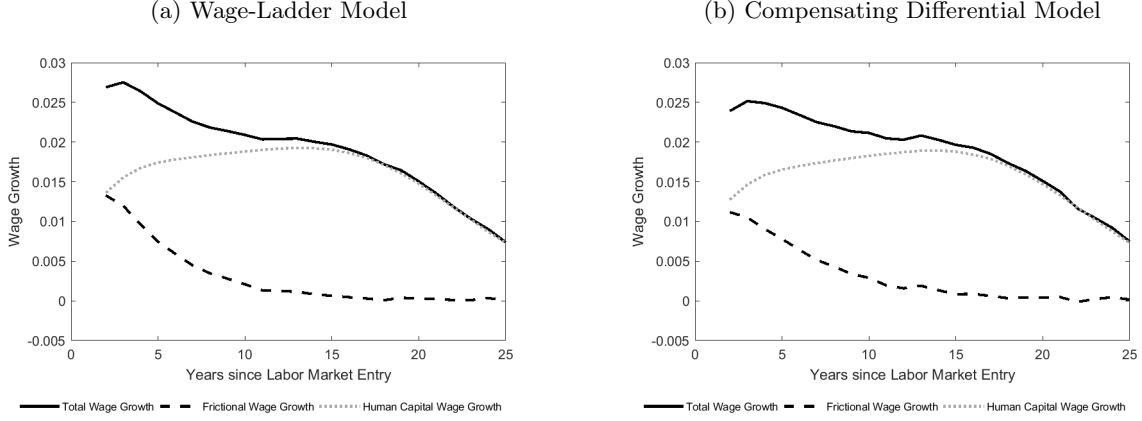 (a) Wage-Ladder Model
0.03
0.025
0.02
0.015
0.01
0.005
0
-0.005
Wage Growth
0 5 10 15 20 25
Years since Labor Market Entry
Total Wage Growth Frictional Wage Growth Human Capital Wage Growth
(b) Compensating Differential Model
0.03
0.025
0.02
0.015
0.01
0.005
0
-0.005
Wage Growth
0 5 10 15 20 25
Years since Labor Market Entry
Total Wage Growth Frictional Wage Growth Human Capital Wage Growth